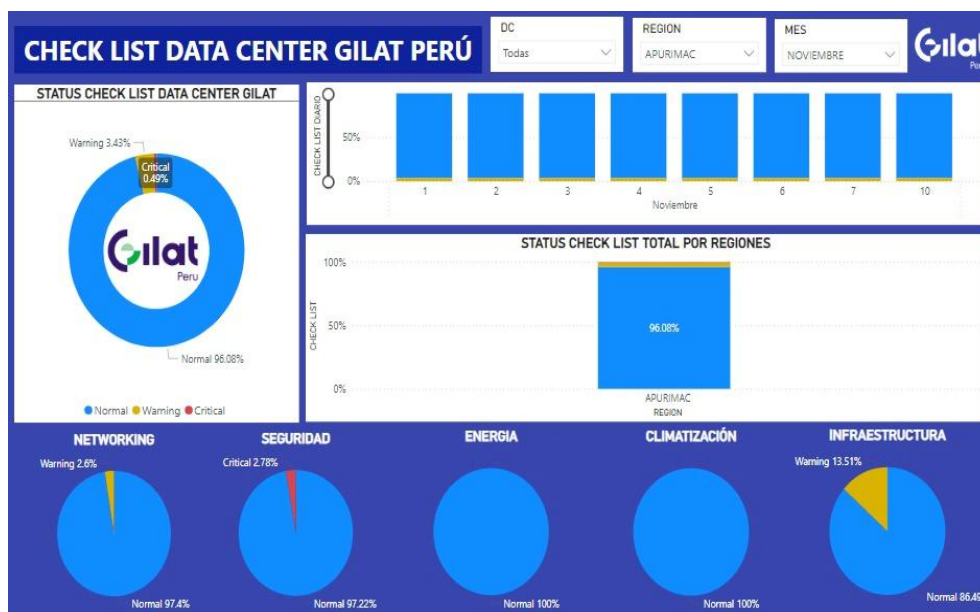 CHECK LIST DATA CENTER GILAT PERÚ
DC
Todas
REGION
APURIMAC
MES
NOVIEMBRE
Gilat
Peru
STATUS CHECK LIST DATA CENTER GILAT
Warning 3.43%
Critical
0.49%
Gilat
Peru
Normal 96.08%
Normal Warning Critical
CHECK LIST DIARIO
50%
0%
1 2 3 4 5 6 7 10
Noviembre
STATUS CHECK LIST TOTAL POR REGIONES
CHECK LIST
100%
50%
0%
96.08%
APURIMAC
REGION
NETWORKING
Warning 2.6%
Normal 97.4%
SEGURIDAD
Critical 2.78%
Normal 97.22%
ENERGIA
Normal 100%
CLIMATIZACIÓN
Normal 100%
INFRAESTRUCTURA
Warning 13.51%
Normal 86.49